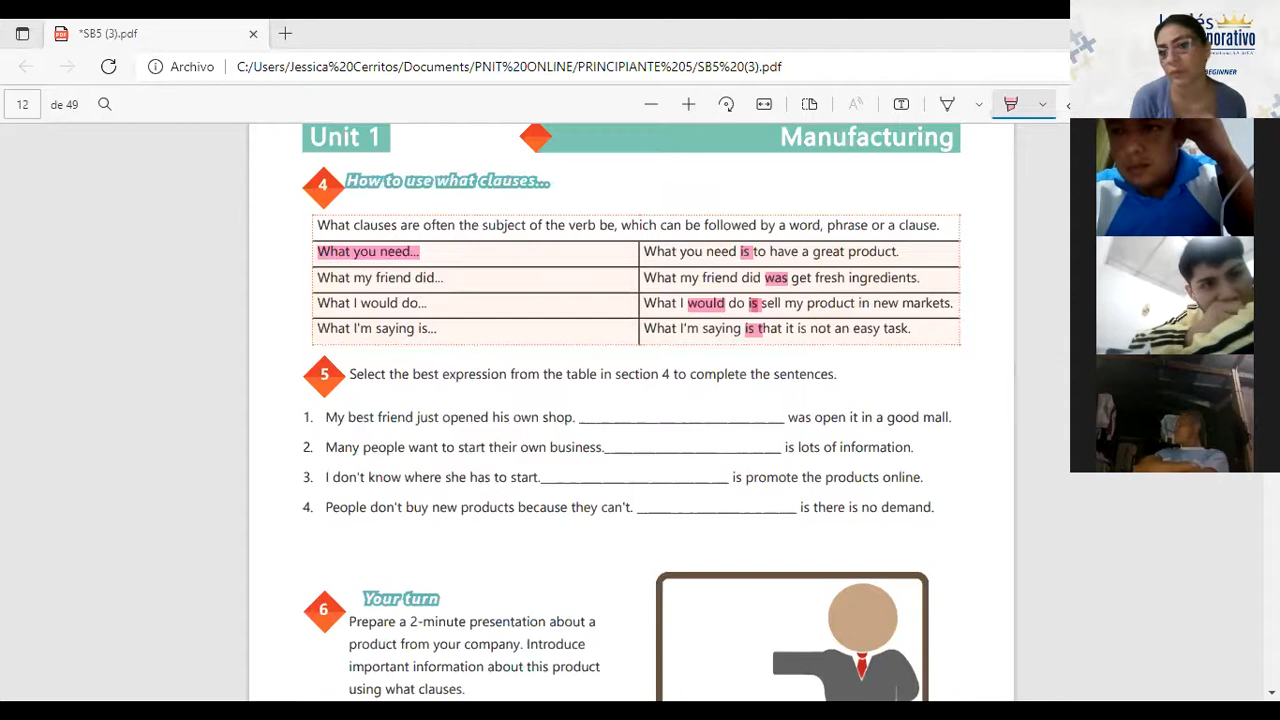 *SB5 (3).pdf
Archivo C:/Users/Jessica%20Cerritos/Documents/PNIT%20ONLINE/PRINCIPIANTE%205/SB5%20(3).pdf
12 de 49
BEGINNER
Unit 1 Manufacturing
4 How to use what clauses...
What clauses are often the subject of the verb be, which can be followed by a word, phrase or a clause.
What you need... What you need is to have a great product.
What my friend did... What my friend did was get fresh ingredients.
What I would do... What I would do is sell my product in new markets.
What I'm saying is... What I'm saying is that it is not an easy task.
5 Select the best expression from the table in section 4 to complete the sentences.
1. My best friend just opened his own shop. ____________________ was open it in a good mall.
2. Many people want to start their own business.____________________ is lots of information.
3. I don't know where she has to start.____________________ is promote the products online.
4. People don't buy new products because they can't. ____________________ is there is no demand.
6 Your turn
Prepare a 2-minute presentation about a
product from your company. Introduce
important information about this product
using what clauses.